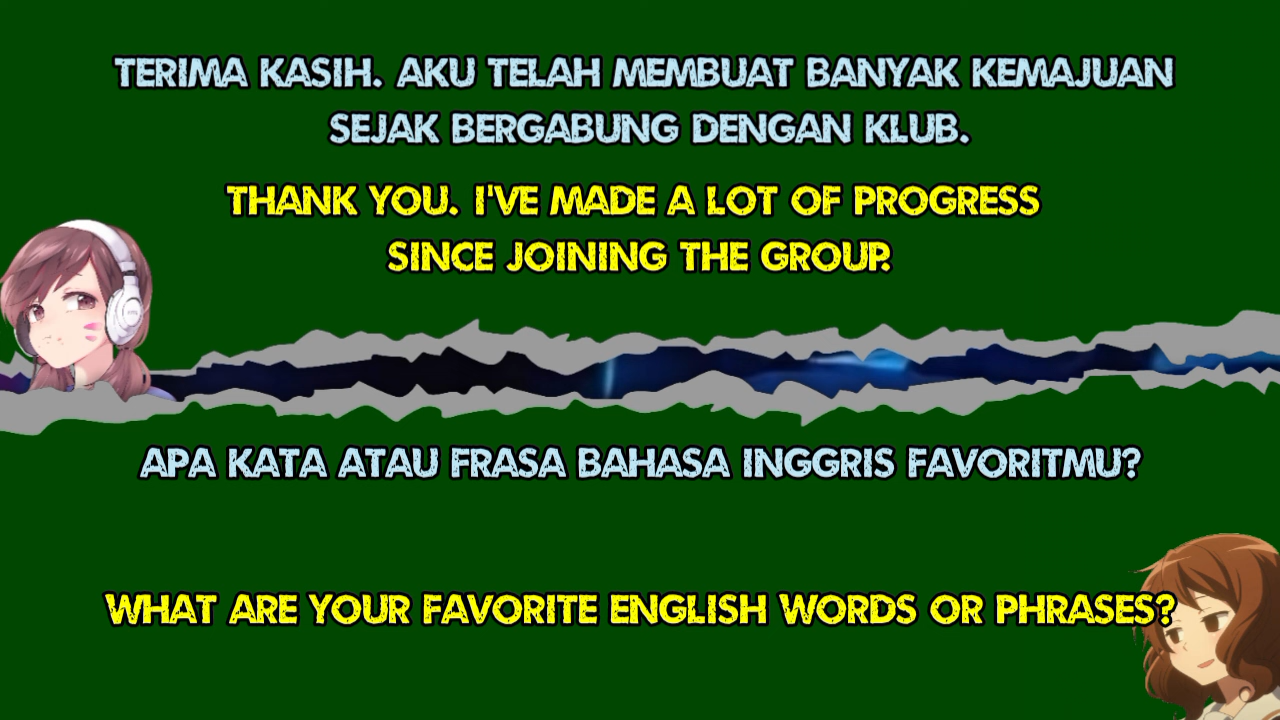 TERIMA KASIH. AKU TELAH MEMBUAT BANYAK KEMAJUAN
SEJAK BERGABUNG DENGAN KLUB.
THANK YOU. I'VE MADE A LOT OF PROGRESS
SINCE JOINING THE GROUP.
APA KATA ATAU FRASA BAHASA INGGRIS FAVORITMU?
WHAT ARE YOUR FAVORITE ENGLISH WORDS OR PHRASES?